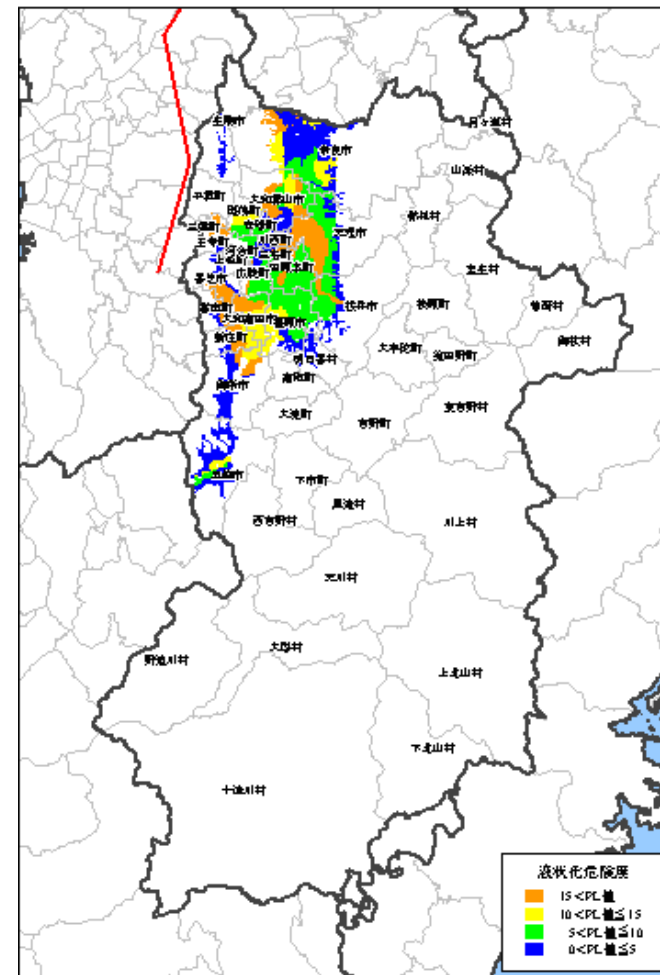 生駒市
月ヶ瀬村
奈良市
山添村
平群町
大和郡山市
斑鳩町
都祁村
安堵町
三郷町
天理市
川西町
王寺町
河合町
三宅町
上牧町
田原本町
室生村
広陵町
香芝市
桜井市
榛原町
曽爾村
當麻町
大和高田市
橿原市
御杖村
新庄町
大宇陀町
明日香村
菟田野町
高取町
御所市
大淀町
東吉野村
吉野町
五條市
下市町
黒滝村
西吉野村
川上村
天川村
大塔村
野迫川村
上北山村
下北山村
十津川村
液状化危険度
15<PL値
10<PL値≦15
5<PL値≦10
0<PL値≦5